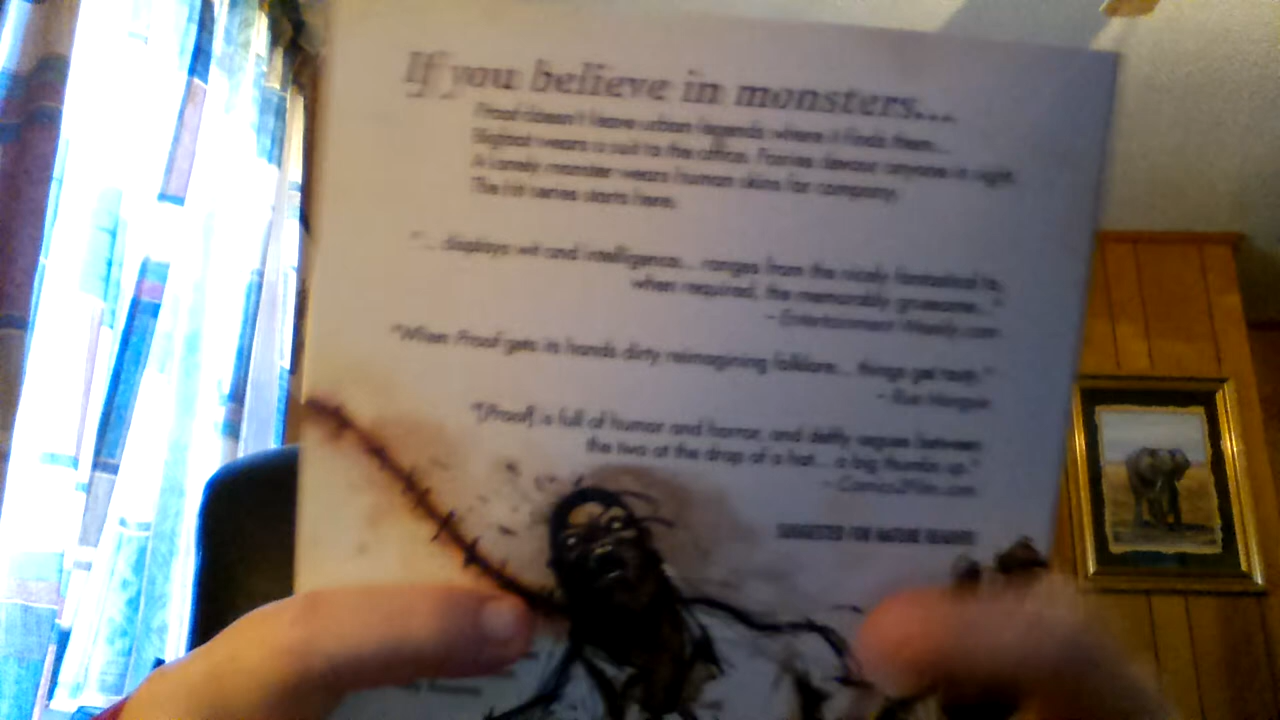 If you believe in monsters...
Proof doesn't leave urban legends where it finds them...
Bigfoot wears a suit to the office. Fairies devour anyone in sight.
A lonely monster wears human skins for company.
The hit series starts here.
"... displays wit and intelligence... ranges from the nicely fantastical to,
when required, the memorably gruesome..."
- Entertainment Weekly.com
"When Proof gets its hands dirty reimagining folklore... things get tasty."
- Rue Morgue
"[Proof] is full of humor and horror, and deftly segues between
the two at the drop of a hat... a big thumbs up."
- Comics2Film.com
SUGGESTED FOR MATURE READERS